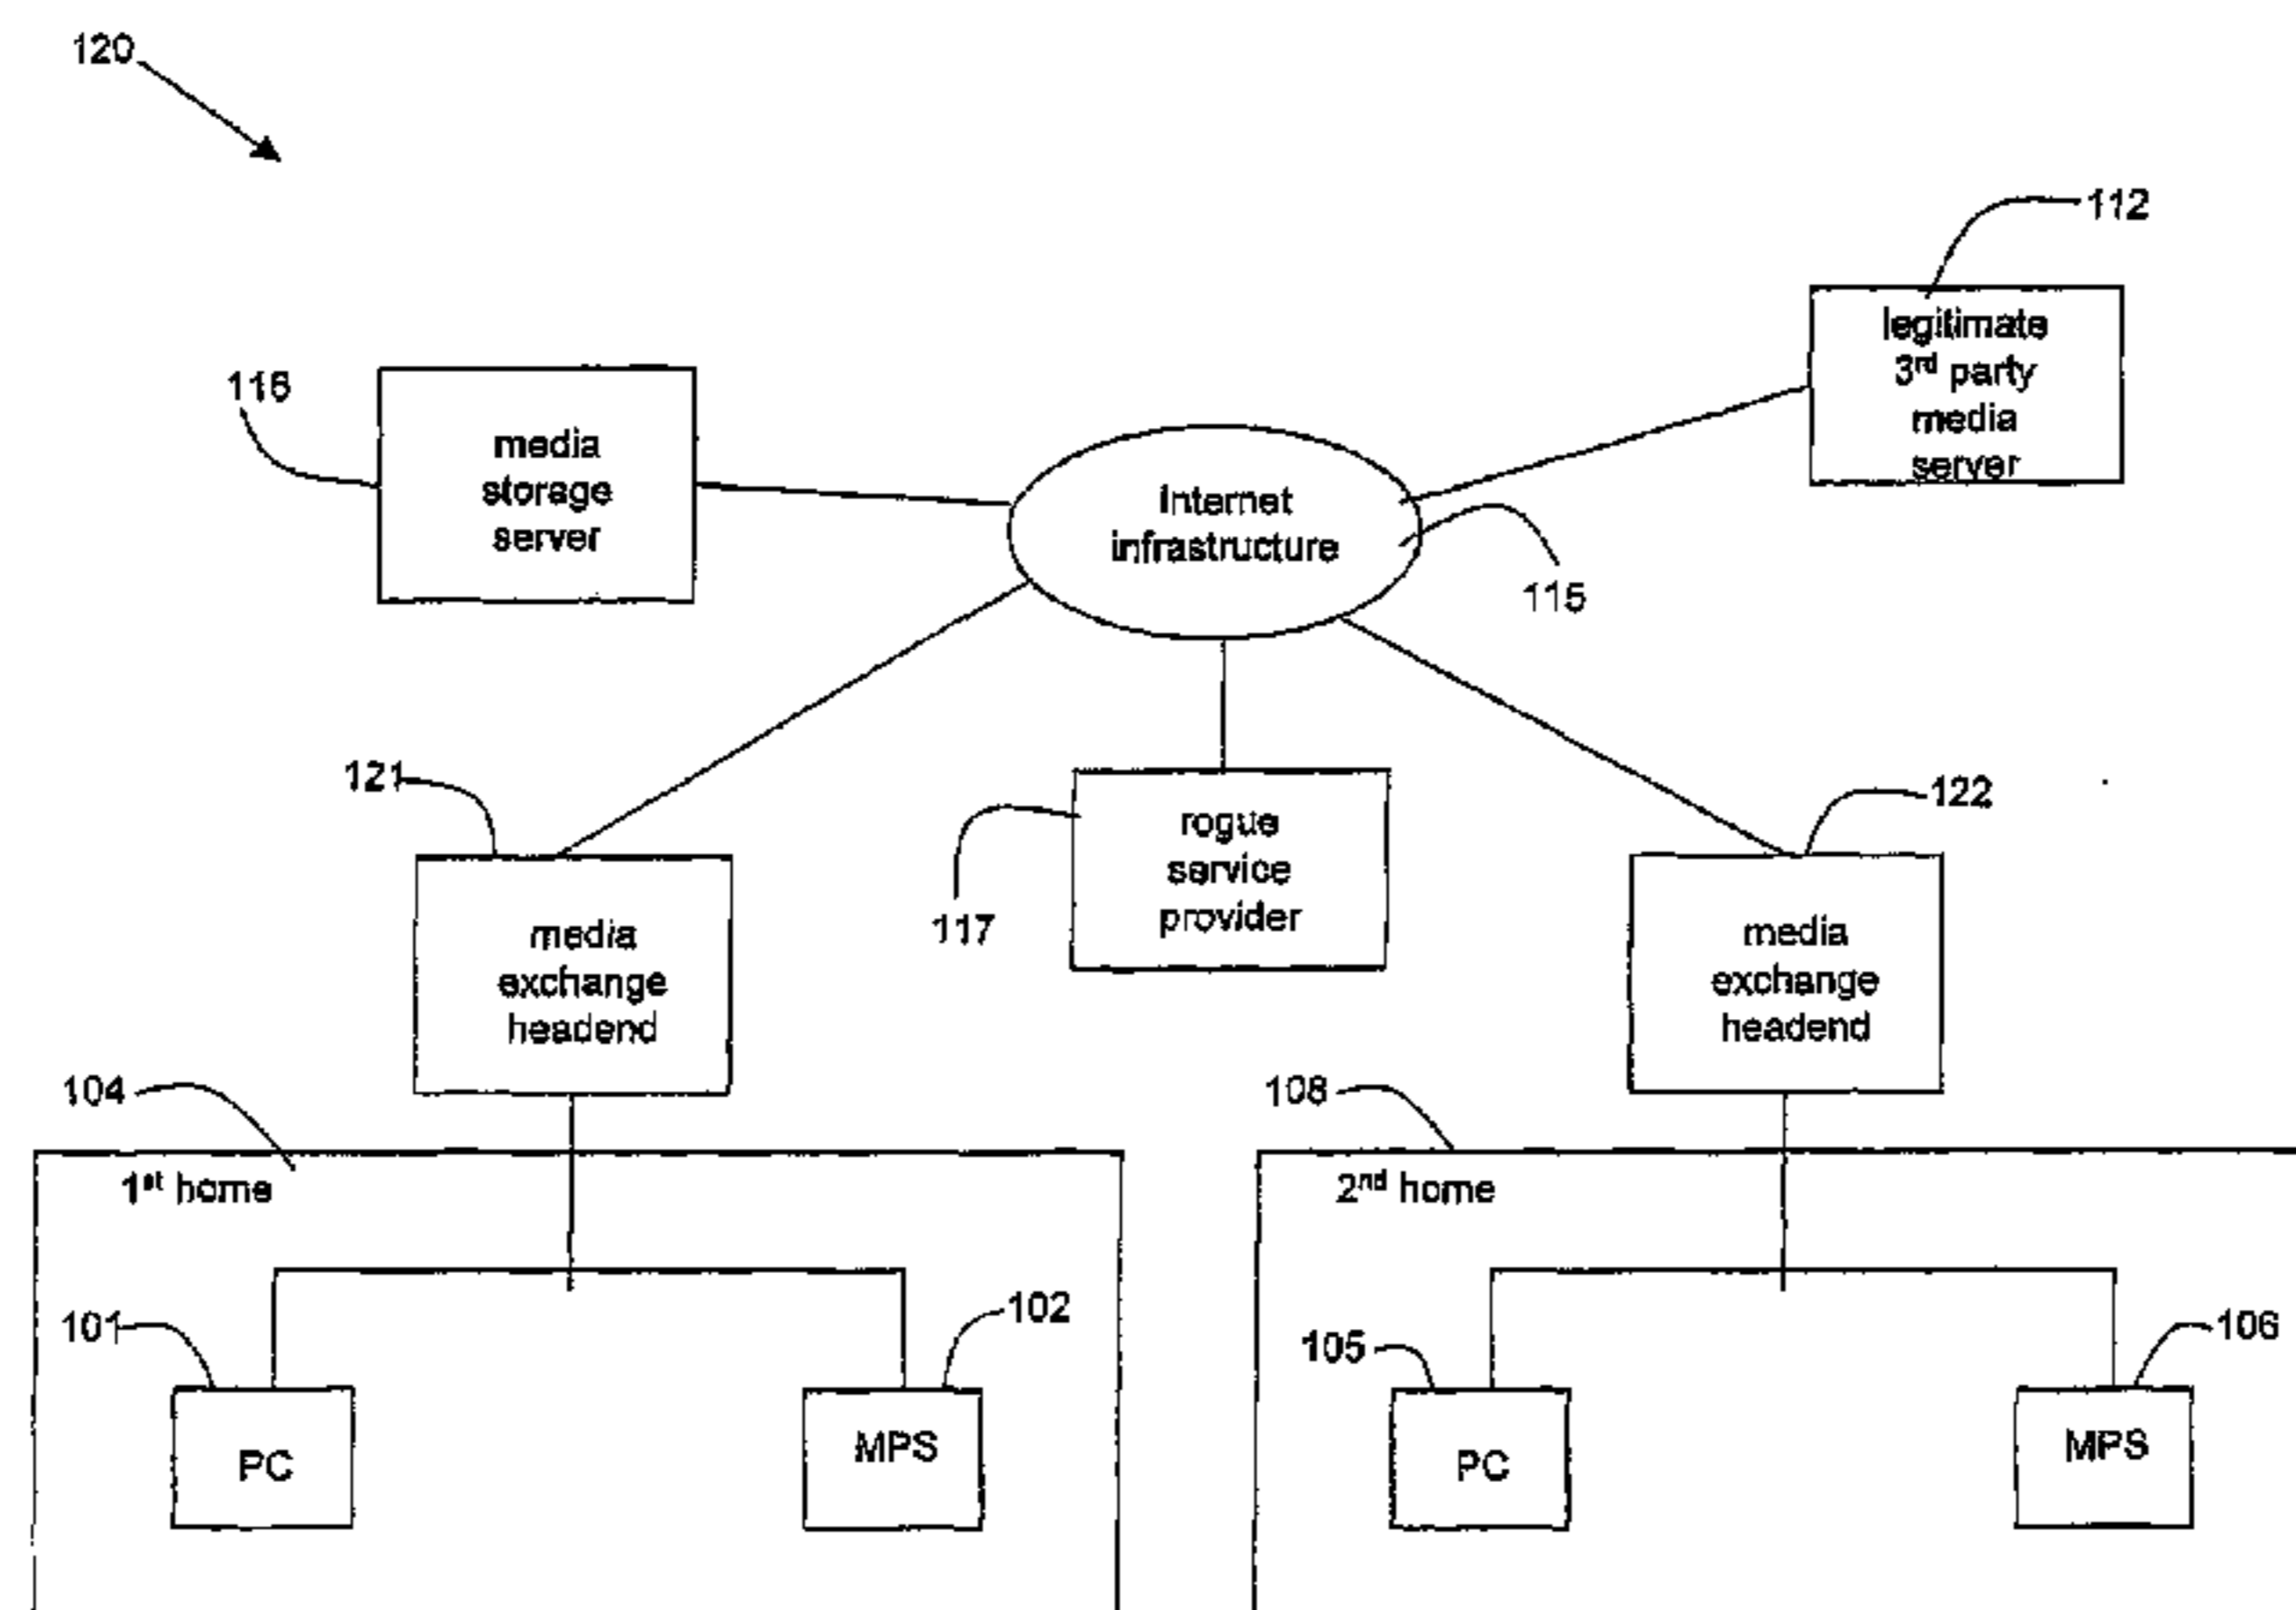 120
112
legitimate
3rd party
media
server
116
media
storage
server
Internet
infrastructure
115
121
media
exchange
headend
117
rogue
service
provider
122
media
exchange
headend
104
1st home
101
PC
102
MPS
108
2nd home
105
PC
106
MPS